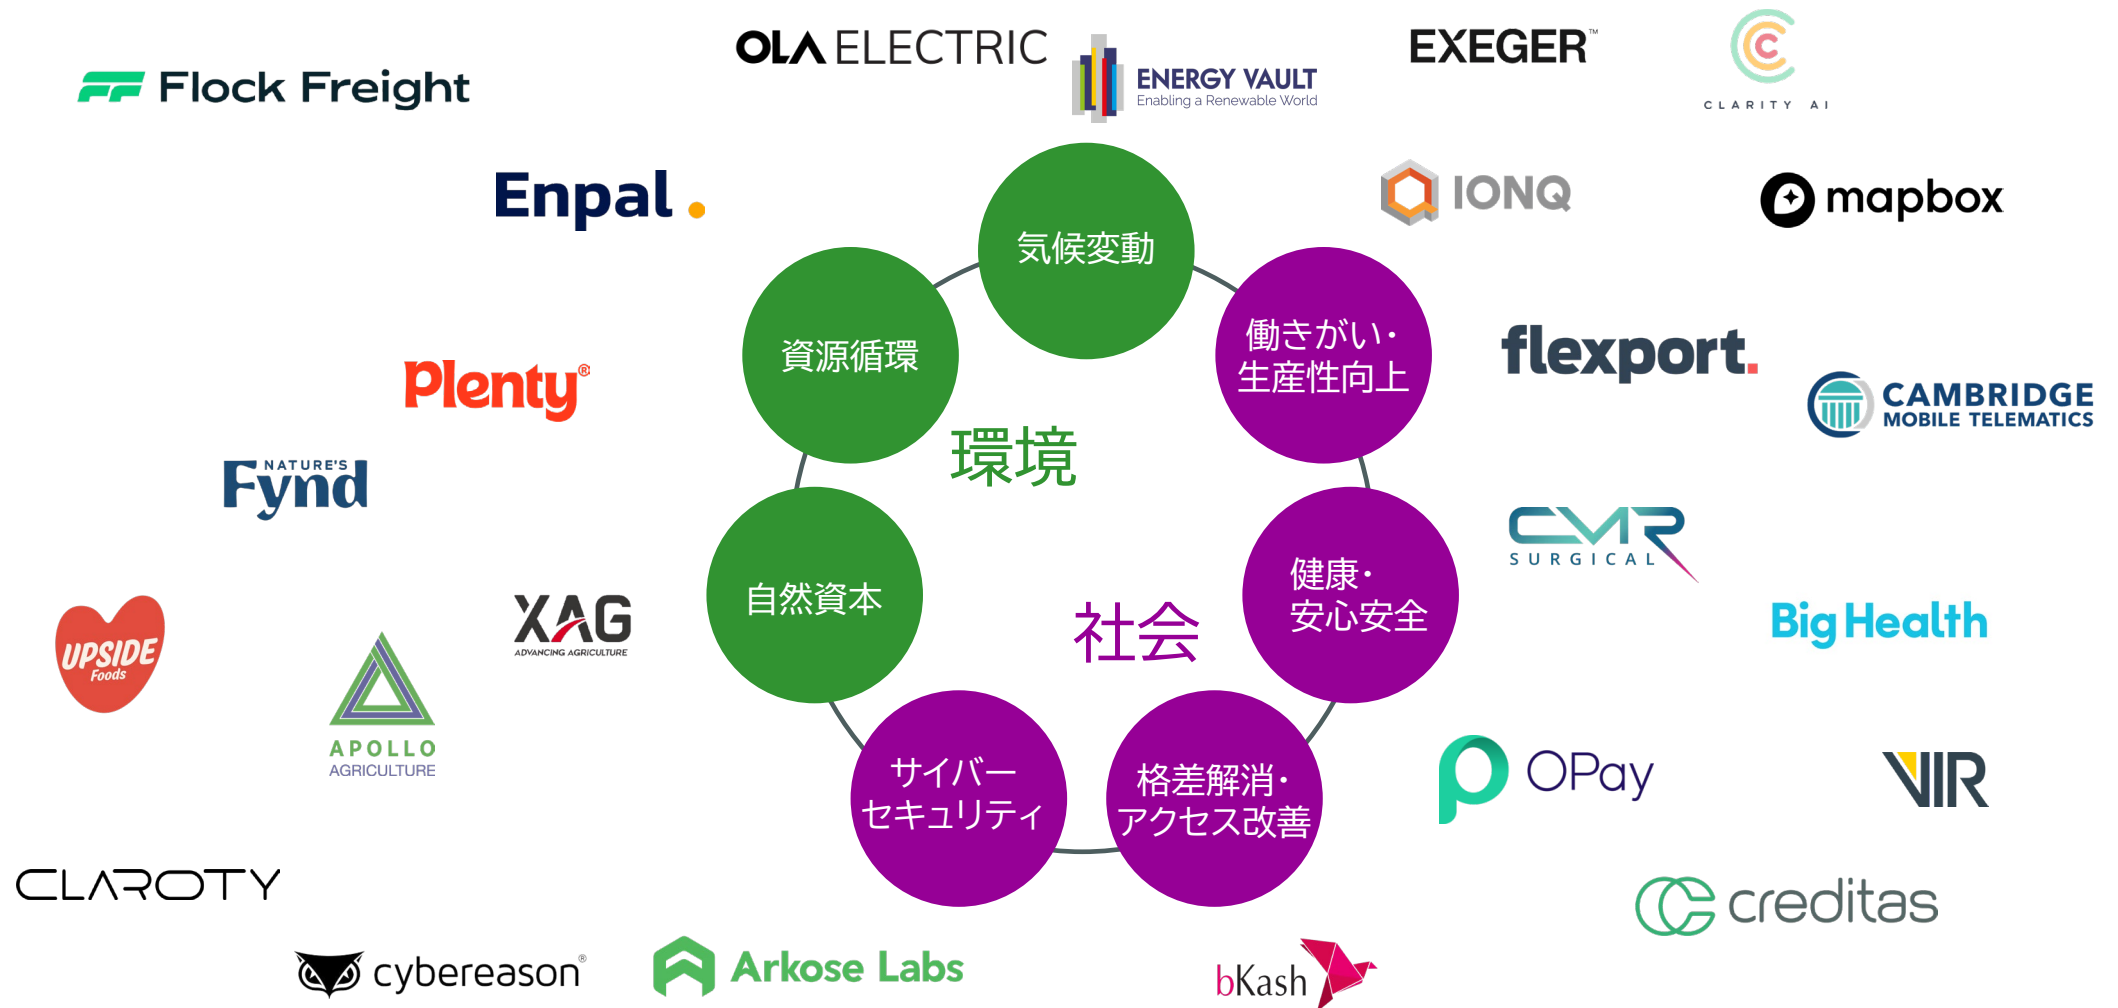 OLA ELECTRIC
EXEGER™
Flock Freight
ENERGY VAULT
Enabling a Renewable World
CLARITY AI
Enpal.
IONQ
mapbox
気候変動
資源循環
働きがい・
生産性向上
flexport.
Plenty®
CAMBRIDGE
MOBILE TELEMATICS
環境
NATURE'S
Fynd
CMR
SURGICAL
自然資本
健康・
安心安全
XAG
ADVANCING AGRICULTURE
社会
Big Health
UPSIDE
Foods
APOLLO
AGRICULTURE
サイバー
セキュリティ
格差解消・
アクセス改善
OPay
VIR
CLAROTY
creditas
cybereason®
Arkose Labs
bKash